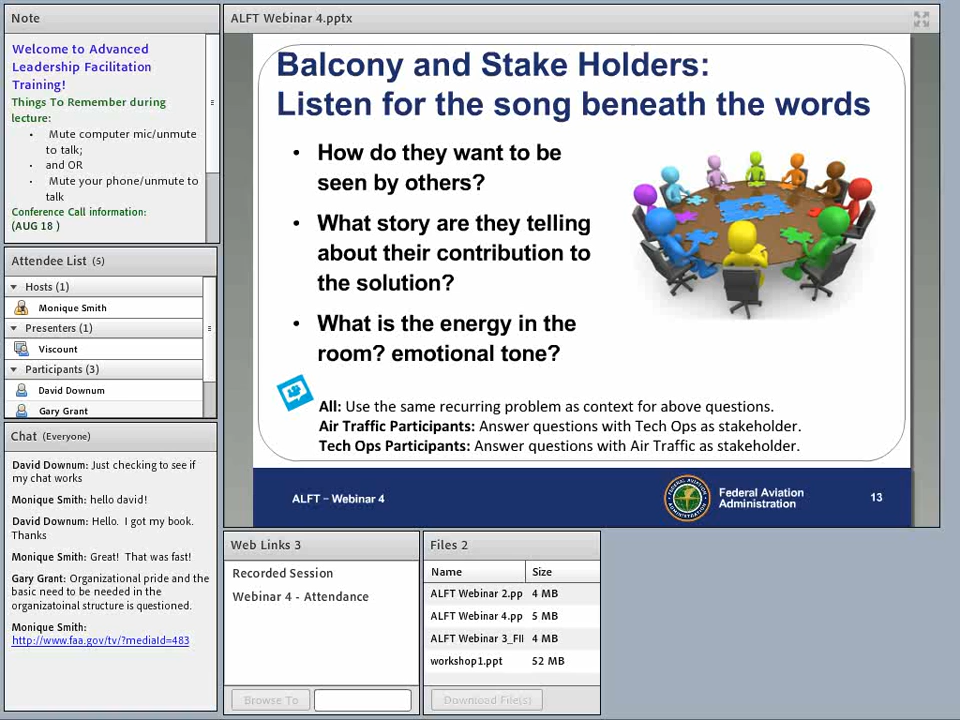 Note
Welcome to Advanced
Leadership Facilitation
Training!
Things To Remember during
lecture:
• Mute computer mic/unmute
to talk;
• and OR
• Mute your phone/unmute to
talk
Conference Call information:
(AUG 18 )
Attendee List (5)
Hosts (1)
Monique Smith
Presenters (1)
Viscount
Participants (3)
David Downum
Gary Grant
Chat (Everyone)
David Downum: Just checking to see if
my chat works
Monique Smith: hello david!
David Downum: Hello. I got my book.
Thanks
Monique Smith: Great! That was fast!
Gary Grant: Organizational pride and the
basic need to be needed in the
organizatoinal structure is questioned.
Monique Smith:
http://www.faa.gov/tv/?mediaId=483
ALFT Webinar 4.pptx
Balcony and Stake Holders:
Listen for the song beneath the words
• How do they want to be
seen by others?
• What story are they telling
about their contribution to
the solution?
• What is the energy in the
room? emotional tone?
All: Use the same recurring problem as context for above questions.
Air Traffic Participants: Answer questions with Tech Ops as stakeholder.
Tech Ops Participants: Answer questions with Air Traffic as stakeholder.
ALFT – Webinar 4
Federal Aviation
Administration
13
Web Links 3
Recorded Session
Webinar 4 - Attendance
Browse To
Files 2
Name Size
ALFT Webinar 2.pp 4 MB
ALFT Webinar 4.pp 5 MB
ALFT Webinar 3_FII 4 MB
workshop1.ppt 52 MB
Download File(s)